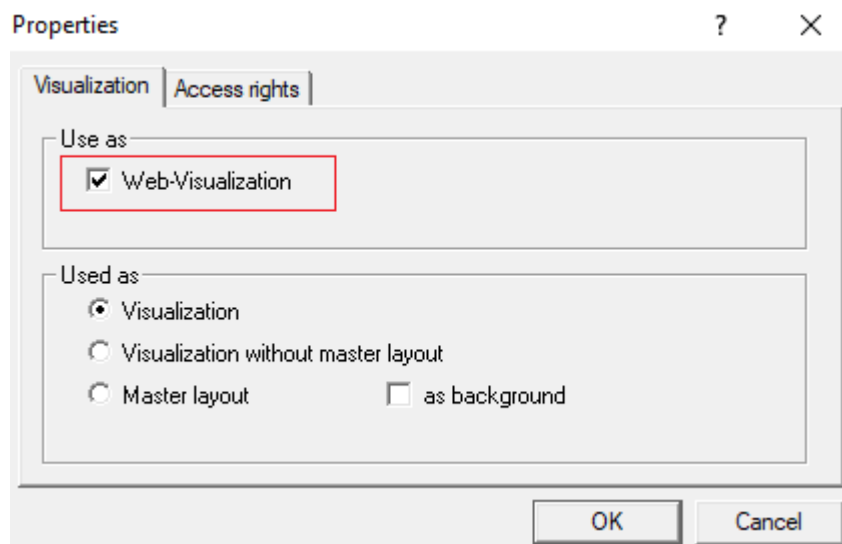 Properties
Visualization Access rights
Use as
Web-Visualization
Used as
Visualization
Visualization without master layout
Master layout as background
OK Cancel